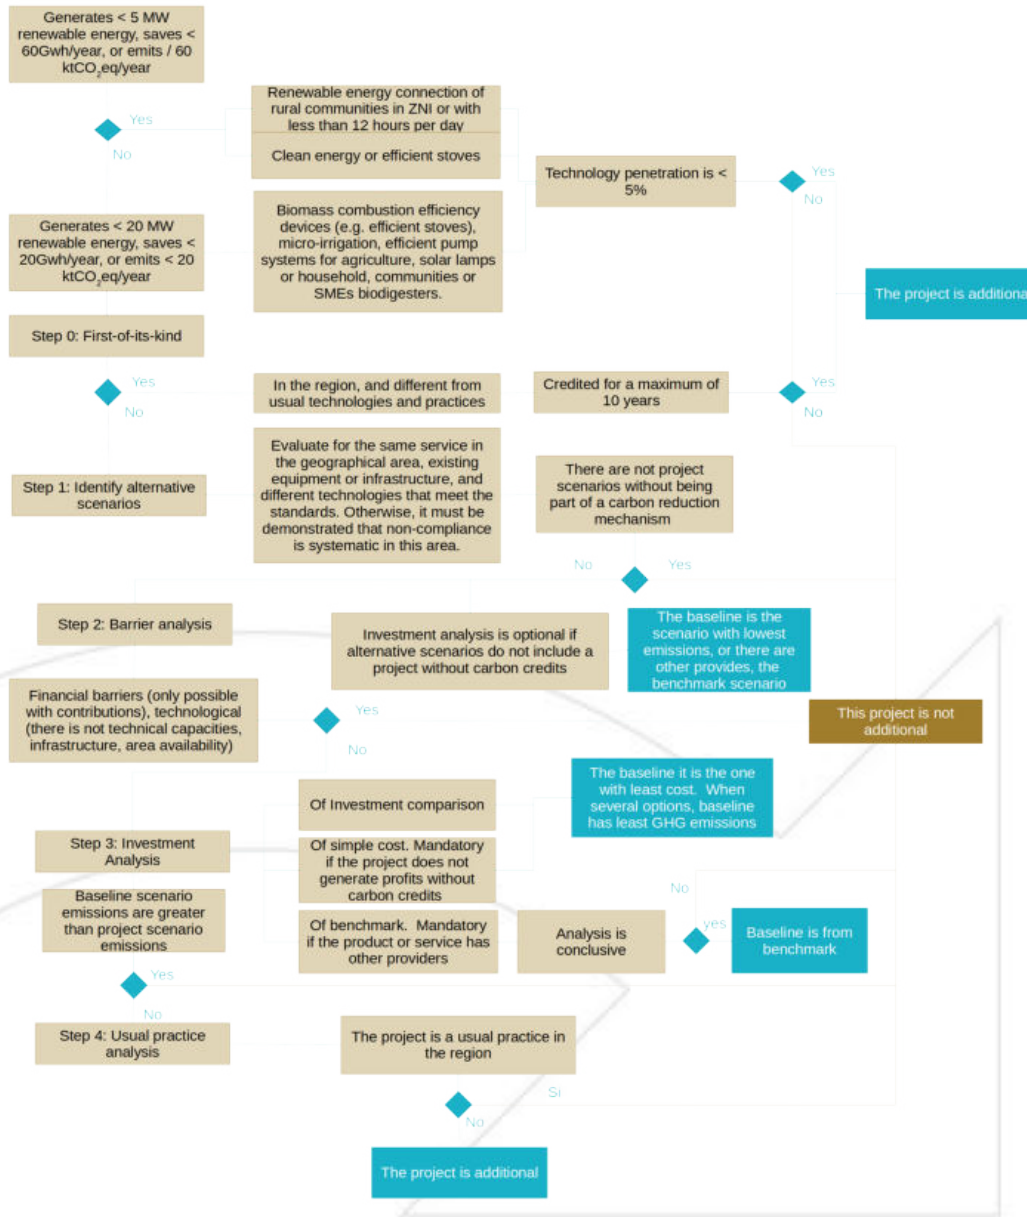 Generates < 5 MW
renewable energy, saves <
60Gwh/year, or emits / 60
ktCO₂eq/year
Yes
No
Renewable energy connection of
rural communities in ZNI or with
less than 12 hours per day
Clean energy or efficient stoves
Technology penetration is <
5%
Yes
No
Generates < 20 MW
renewable energy, saves <
20Gwh/year, or emits < 20
ktCO₂eq/year
Biomass combustion efficiency
devices (e.g. efficient stoves),
micro-irrigation, efficient pump
systems for agriculture, solar lamps
or household, communities or
SMEs biodigesters.
The project is additional
Step 0: First-of-its-kind
Yes
No
In the region, and different from
usual technologies and practices
Credited for a maximum of
10 years
Yes
No
Step 1: Identify alternative
scenarios
Evaluate for the same service in
the geographical area, existing
equipment or infrastructure, and
different technologies that meet the
standards. Otherwise, it must be
demonstrated that non-compliance
is systematic in this area.
There are not project
scenarios without being
part of a carbon reduction
mechanism
No
Yes
Step 2: Barrier analysis
Investment analysis is optional if
alternative scenarios do not include a
project without carbon credits
The baseline is the
scenario with lowest
emissions, or there are
other provides, the
benchmark scenario
Financial barriers (only possible
with contributions), technological
(there is not technical capacities,
infrastructure, area availability)
Yes
No
This project is not
additional
Of Investment comparison
The baseline it is the one
with least cost. When
several options, baseline
has least GHG emissions
Step 3: Investment
Analysis
Of simple cost. Mandatory
if the project does not
generate profits without
carbon credits
Baseline scenario
emissions are greater
than project scenario
emissions
Of benchmark. Mandatory
if the product or service has
other providers
Analysis is
conclusive
No
yes
Baseline is from
benchmark
Yes
No
Step 4: Usual practice
analysis
The project is a usual practice in
the region
Si
No
The project is additional